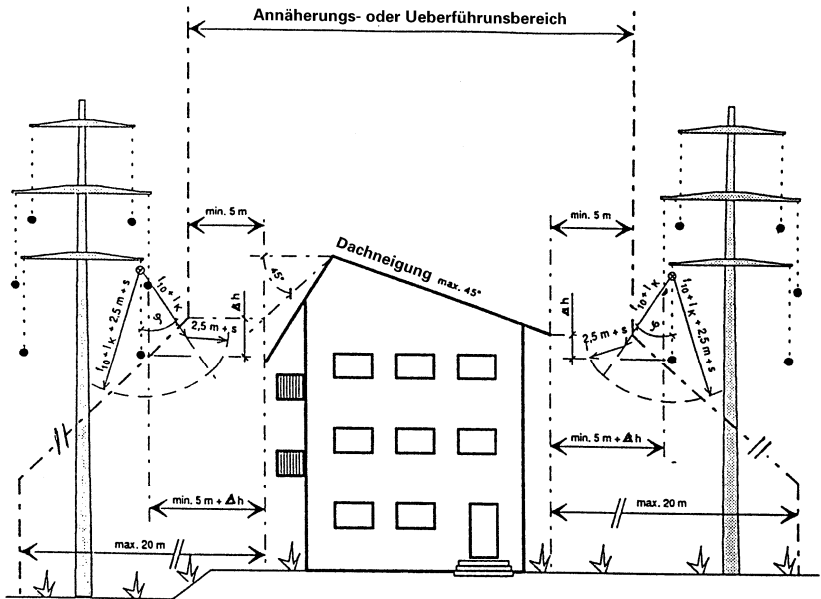 Annäherungs- oder Ueberführunsbereich
min. 5 m
min. 5 m
Dachneigung max. 45°
45°
Δh
Δh
l₁₀+lₖ
l₁₀+lₖ
φ
φ
2,5 m+s
2,5 m+s
l₁₀+lₖ+2,5 m+s
l₁₀+lₖ+2,5 m+s
min. 5 m + Δh
min. 5 m + Δh
max. 20 m
max. 20 m